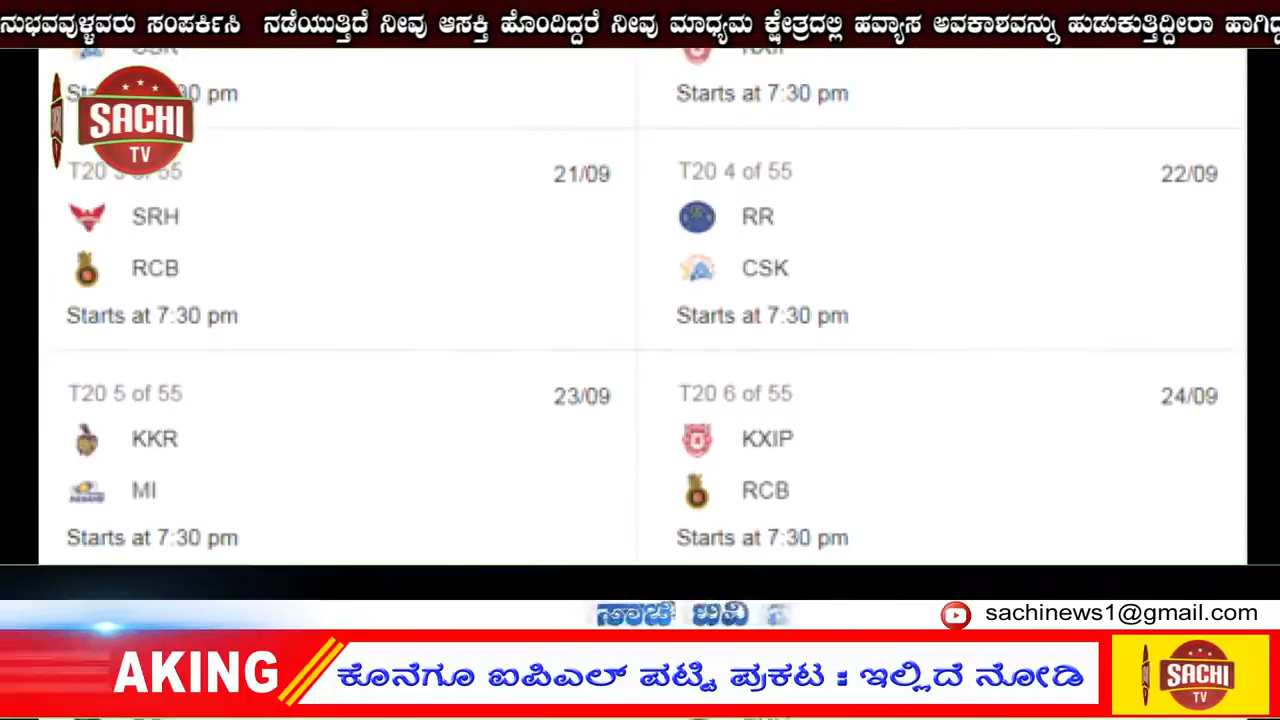 ನುಭವವುಳ್ಳವರು ಸಂಪರ್ಕಿಸಿ ನಡೆಯುತ್ತಿದೆ ನೀವು ಆಸಕ್ತಿ ಹೊಂದಿದ್ದರೆ ನೀವು ಮಾಧ್ಯಮ ಕ್ಷೇತ್ರದಲ್ಲಿ ಹವ್ಯಾಸ ಅವಕಾಶವನ್ನು ಹುಡುಕುತ್ತಿದ್ದೀರಾ
Starts at 7:30 pm
SACHI
TV
21/09
SRH
RCB
Starts at 7:30 pm
T20 4 of 55 22/09
RR
CSK
Starts at 7:30 pm
T20 5 of 55 23/09
KKR
MI
Starts at 7:30 pm
T20 6 of 55 24/09
KXIP
RCB
Starts at 7:30 pm
ಸಾಚಿ ಟಿವಿ
sachinews1@gmail.com
AKING
ಕೊನೆಗೂ ಐಪಿಎಲ್ ಪಟ್ಟಿ ಪ್ರಕಟ : ಇಲ್ಲಿದೆ ನೋಡಿ
SACHI
TV